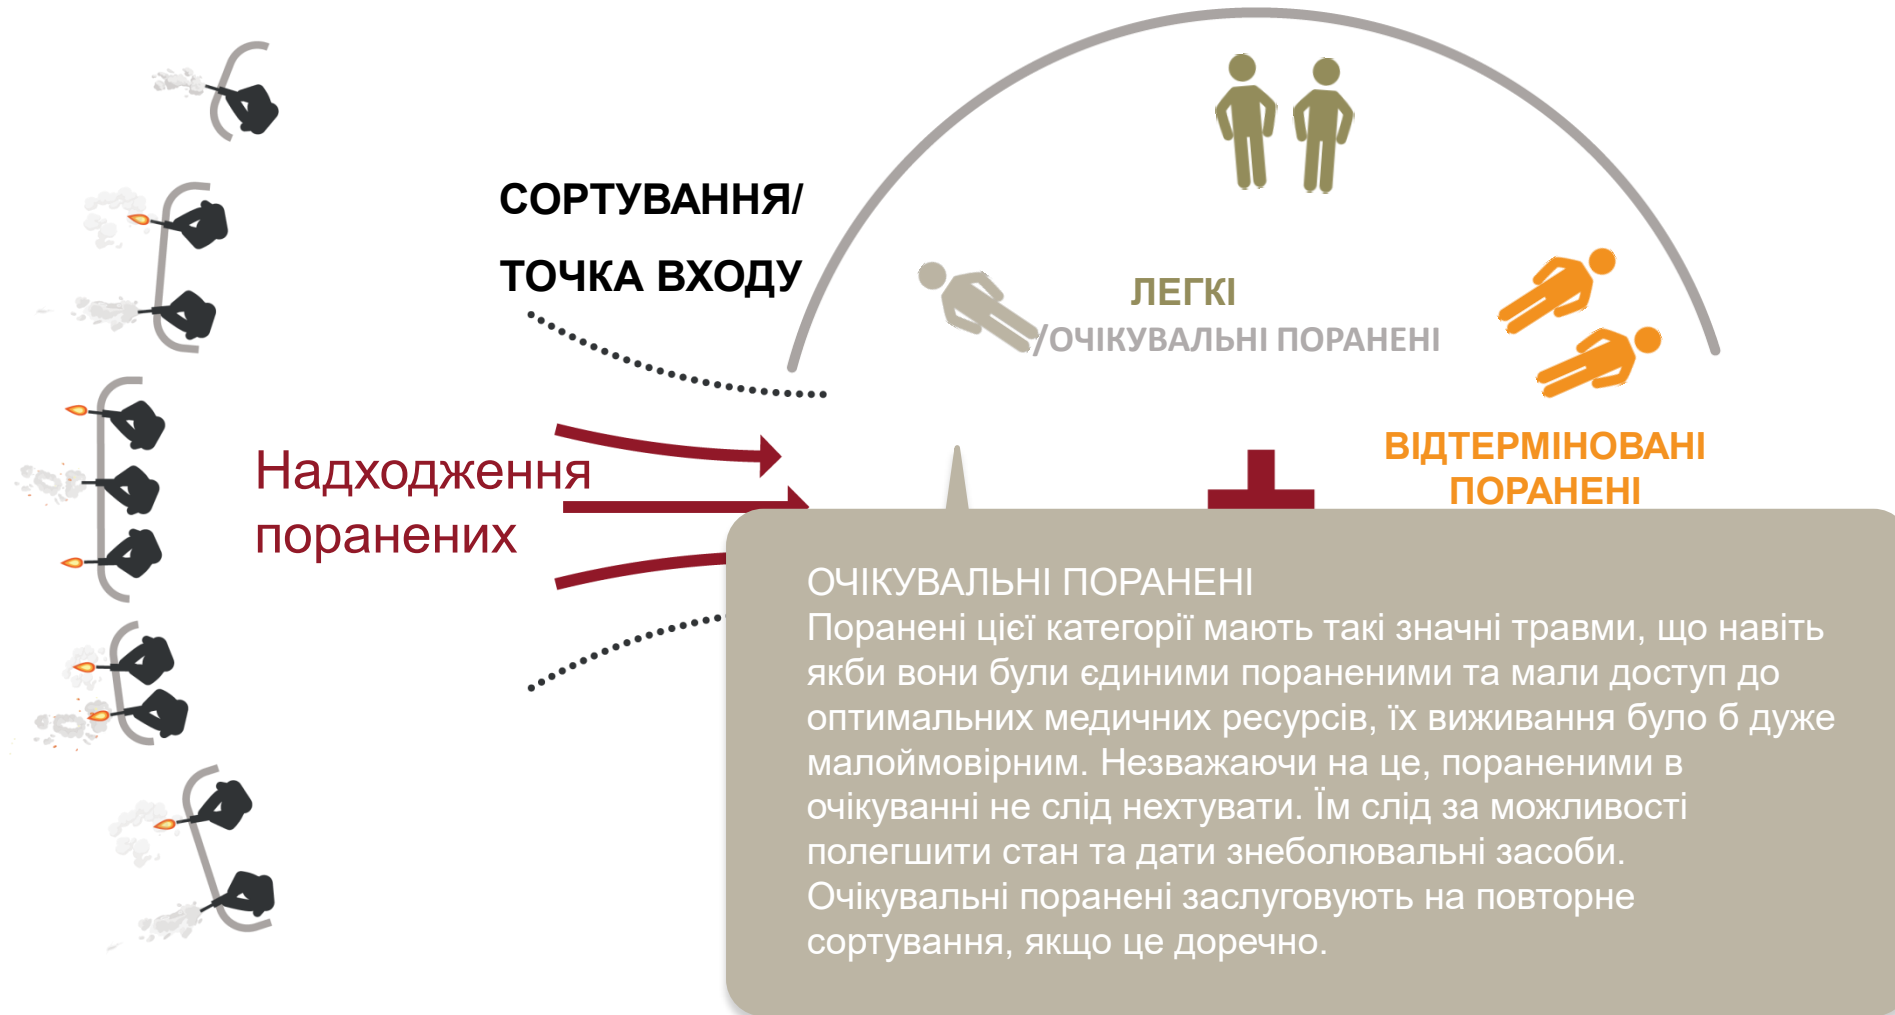 СОРТУВАННЯ/
ТОЧКА ВХОДУ
ЛЕГКІ
/ОЧІКУВАЛЬНІ ПОРАНЕНІ
ВІДТЕРМІНОВАНІ
ПОРАНЕНІ
Надходження
поранених
ОЧІКУВАЛЬНІ ПОРАНЕНІ
Поранені цієї категорії мають такі значні травми, що навіть
якби вони були єдиними пораненими та мали доступ до
оптимальних медичних ресурсів, їх виживання було б дуже
малоймовірним. Незважаючи на це, пораненими в
очікуванні не слід нехтувати. Їм слід за можливості
полегшити стан та дати знеболювальні засоби.
Очікувальні поранені заслуговують на повторне
сортування, якщо це доречно.